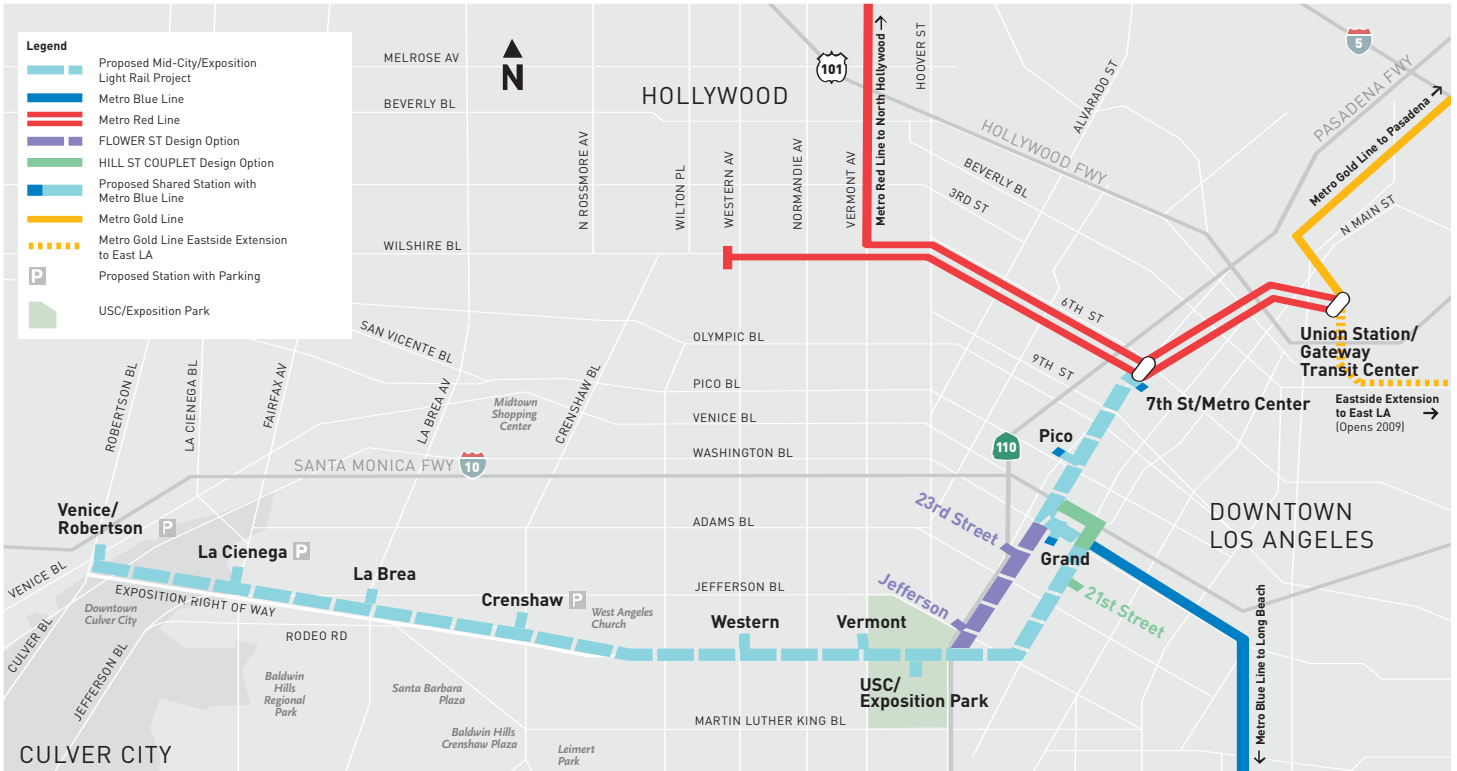 Legend
Proposed Mid-City/Exposition
Light Rail Project
Metro Blue Line
Metro Red Line
FLOWER ST Design Option
HILL ST COUPLET Design Option
Proposed Shared Station with
Metro Blue Line
Metro Gold Line
Metro Gold Line Eastside Extension
to East LA
P
Proposed Station with Parking
USC/Exposition Park
N
MELROSE AV
BEVERLY BL
WILSHIRE BL
HOLLYWOOD
101
5
HOOVER ST
ALVARADO ST
PASADENA FWY
HOLLYWOOD FWY
Metro Red Line to North Hollywood →
Metro Gold Line to Pasadena →
N ROSSMORE AV
WILTON PL
WESTERN AV
NORMANDIE AV
VERMONT AV
BEVERLY BL
3RD ST
N MAIN ST
6TH ST
9TH ST
Union Station/
Gateway
Transit Center
7th St/Metro Center
Eastside Extension
to East LA →
(Opens 2009)
SAN VICENTE BL
OLYMPIC BL
PICO BL
VENICE BL
WASHINGTON BL
ROBERTSON BL
LA CIENEGA BL
FAIRFAX AV
LA BREA AV
CRENSHAW BL
Midtown
Shopping
Center
SANTA MONICA FWY
10
110
Pico
Venice/
Robertson
P
La Cienega
P
La Brea
Crenshaw
P
West Angeles
Church
ADAMS BL
JEFFERSON BL
Western
Vermont
USC/
Exposition Park
23rd Street
Jefferson
Grand
21st Street
DOWNTOWN
LOS ANGELES
VENICE BL
EXPOSITION RIGHT OF WAY
Downtown
Culver City
RODEO RD
CULVER BL
JEFFERSON BL
Baldwin
Hills
Regional
Park
Santa Barbara
Plaza
Baldwin Hills
Crenshaw Plaza
Leimert
Park
MARTIN LUTHER KING BL
← Metro Blue Line to Long Beach
CULVER CITY